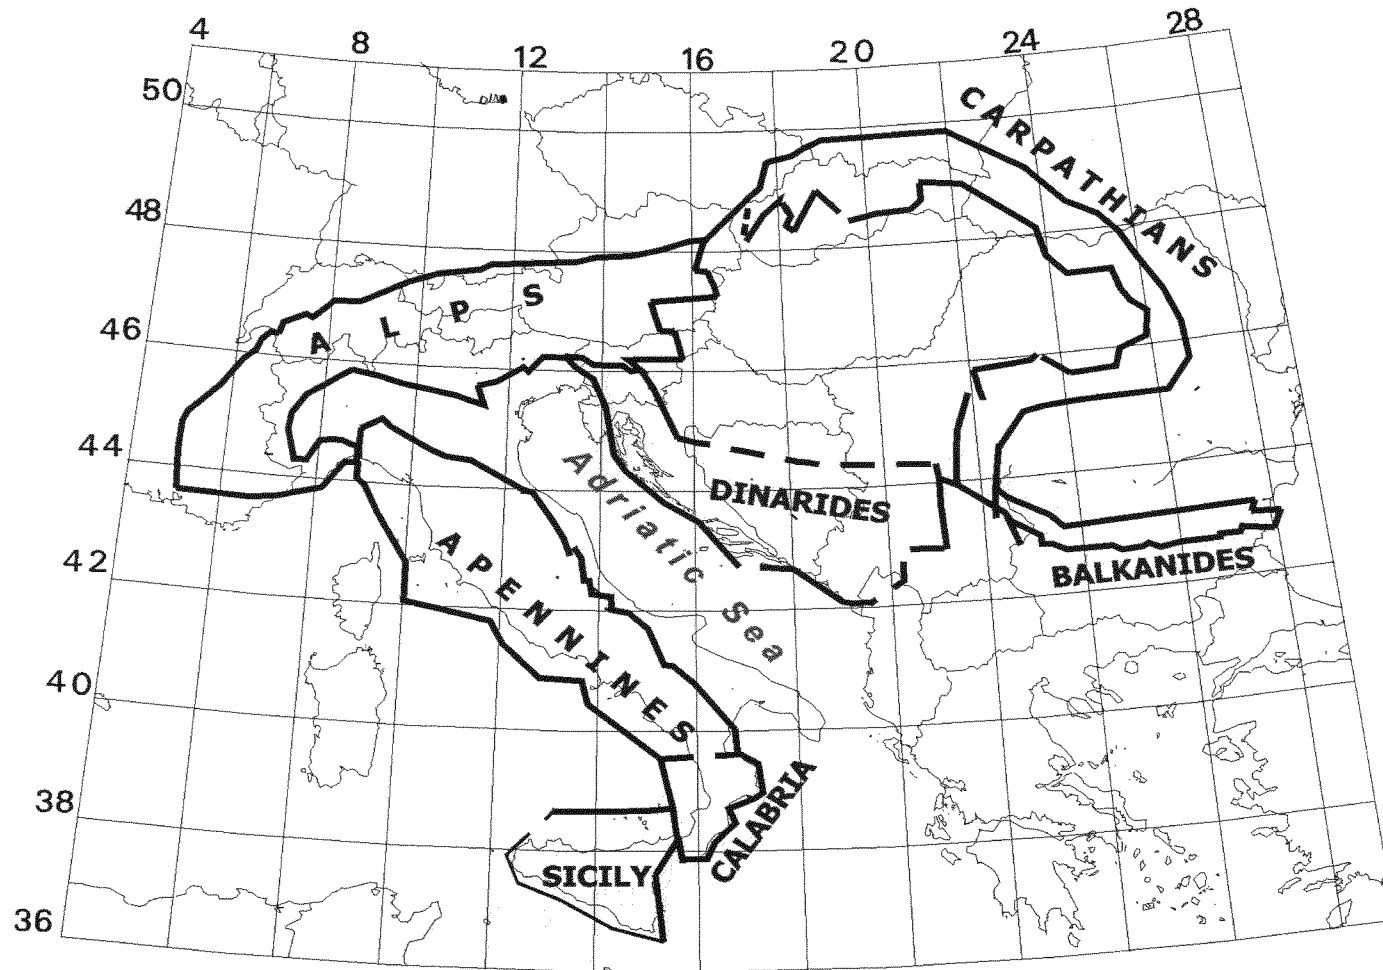 4
8
12
16
20
24
28
50
48
46
44
42
40
38
36
CARPATHIANS
ALPS
DINARIDES
Adriatic Sea
APENNINES
BALKANIDES
CALABRIA
SICILY